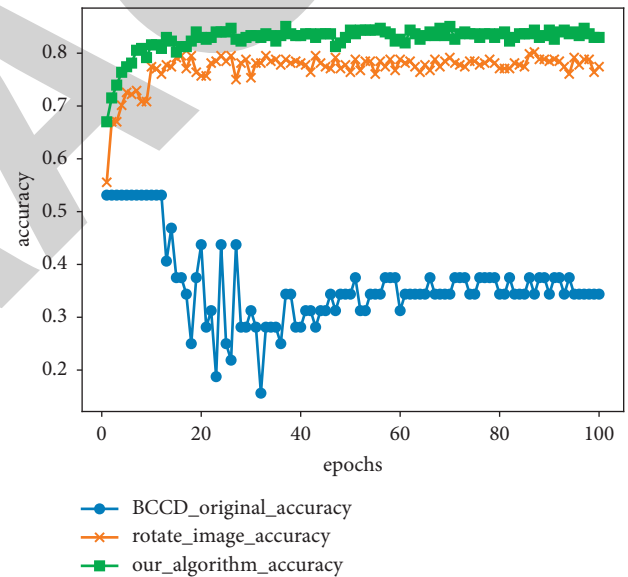 0.8
0.7
0.6
0.5
0.4
0.3
0.2
accuracy
0 20 40 60 80 100
epochs
BCCD_original_accuracy
rotate_image_accuracy
our_algorithm_accuracy